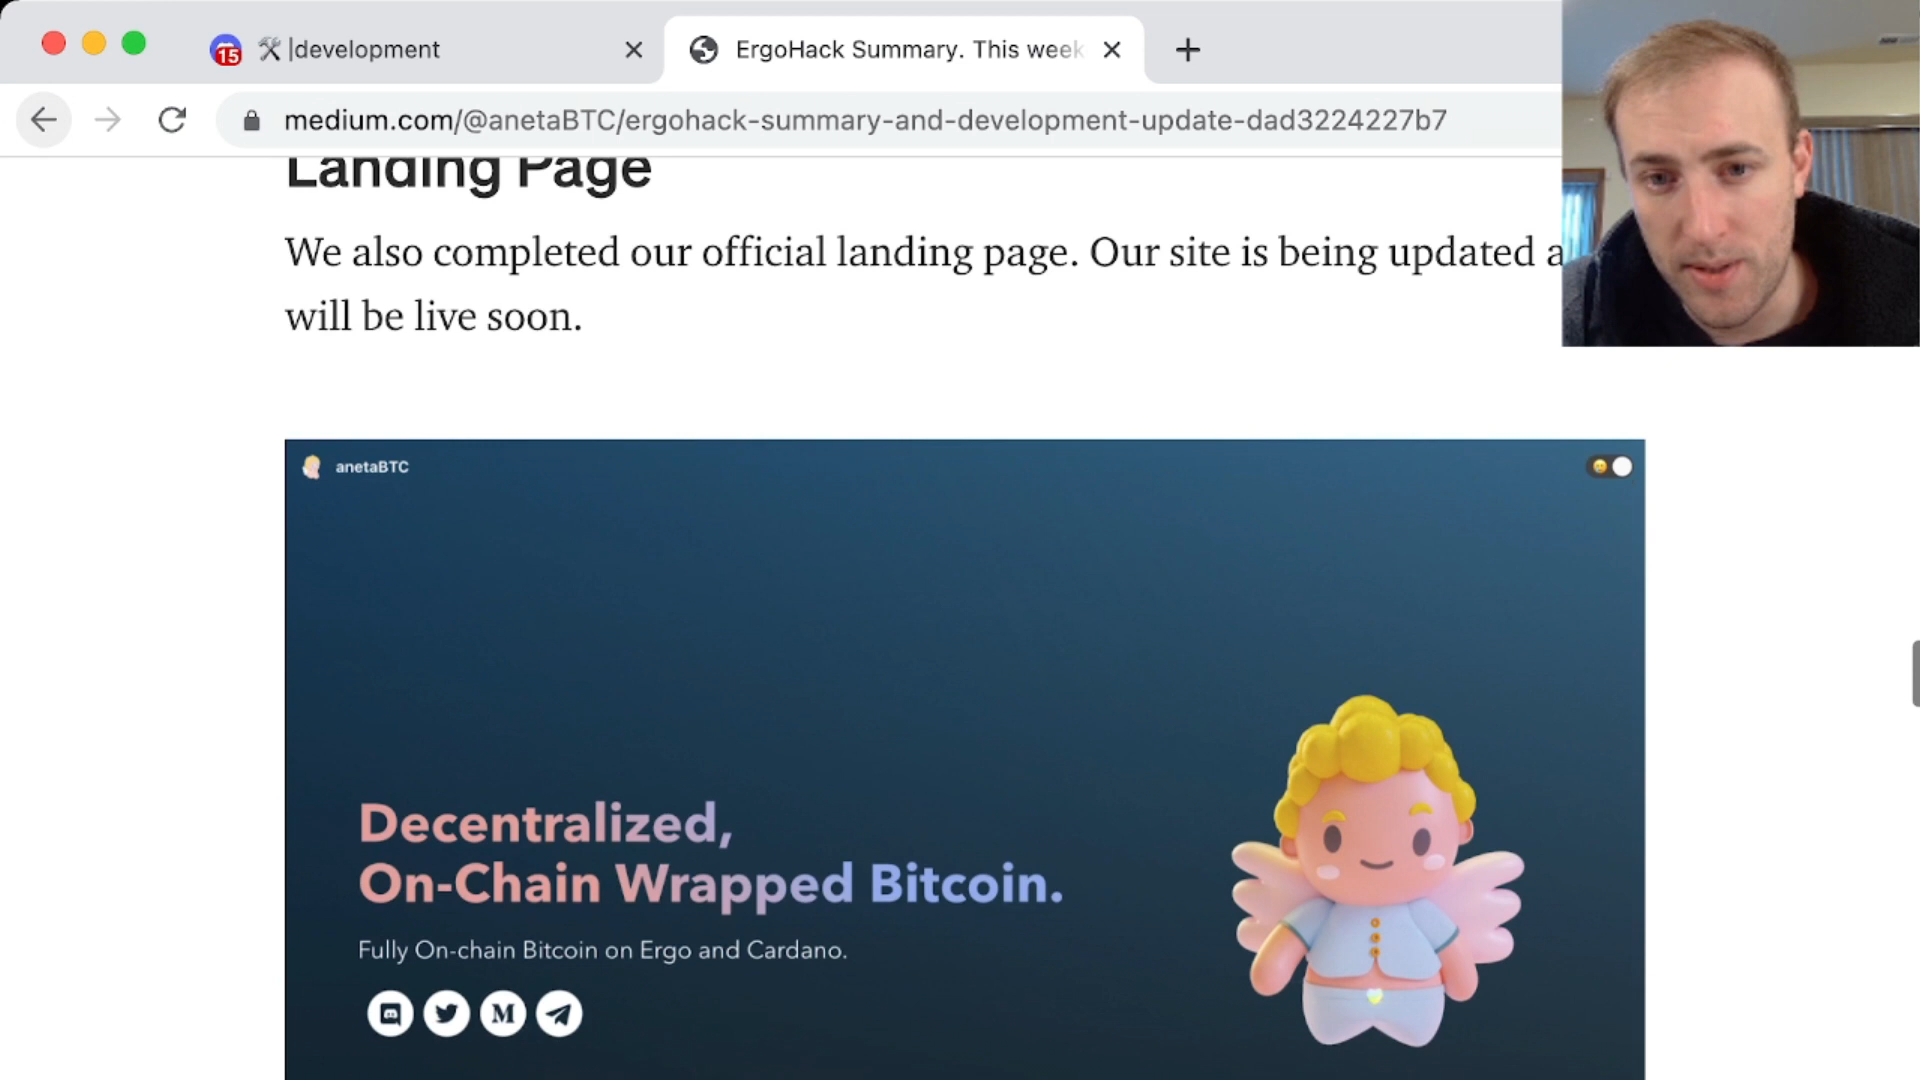 15
🛠 |development
ErgoHack Summary. This week
medium.com/@anetaBTC/ergohack-summary-and-development-update-dad3224227b7
Landing Page
We also completed our official landing page. Our site is being updated a
will be live soon.
anetaBTC
Decentralized,
On-Chain Wrapped Bitcoin.
Fully On-chain Bitcoin on Ergo and Cardano.
M